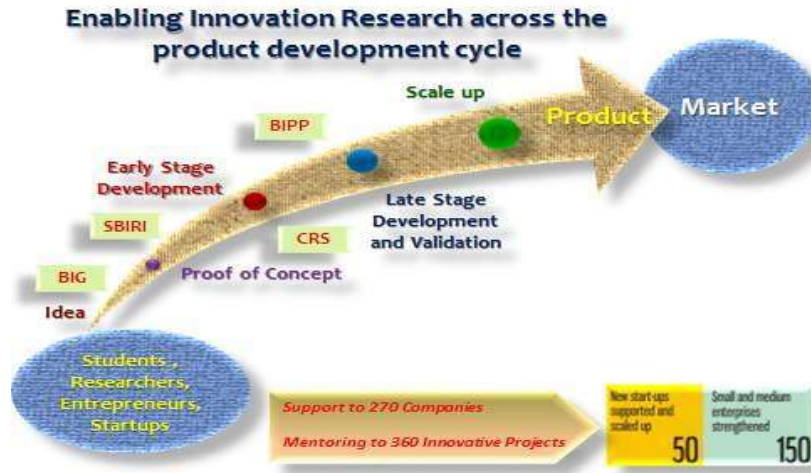 Enabling Innovation Research across the
product development cycle
Scale up
Product
Market
BIPP
Early Stage
Development
Late Stage
Development
and Validation
SBIRI
CRS
BIG
Proof of Concept
Idea
Students ,
Researchers,
Entrepreneurs,
Startups
Support to 270 Companies
Mentoring to 360 Innovative Projects
New start-ups
supported and
scaled up
50
Small and medium
enterprises
strengthened
150